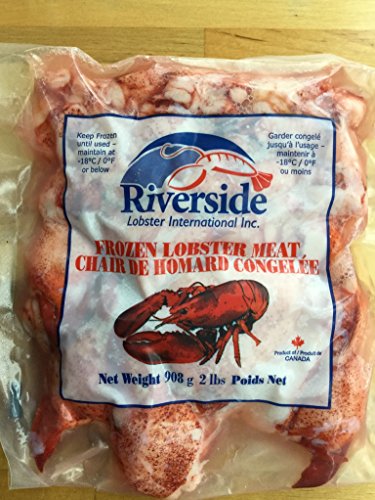 Keep Frozen
until used –
maintain at
-18°C / 0°F
or below
Garder congelé
jusqu'à l'usage –
maintenir à
-18°C / 0°F
ou moins
Riverside
Lobster International Inc.
FROZEN LOBSTER MEAT
CHAIR DE HOMARD CONGELÉE
Product of / Produit de
CANADA
Net Weight 908 g 2 lbs Poids Net